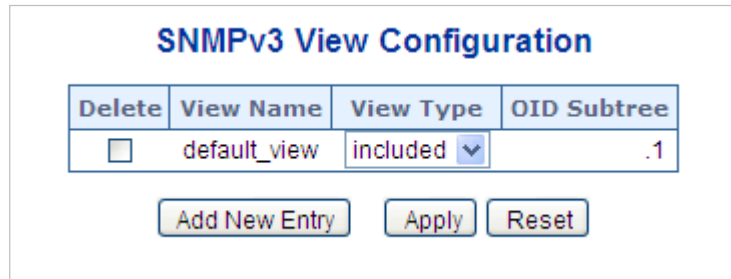 SNMPv3 View Configuration
Delete View Name View Type OID Subtree
default_view included .1
Add New Entry Apply Reset